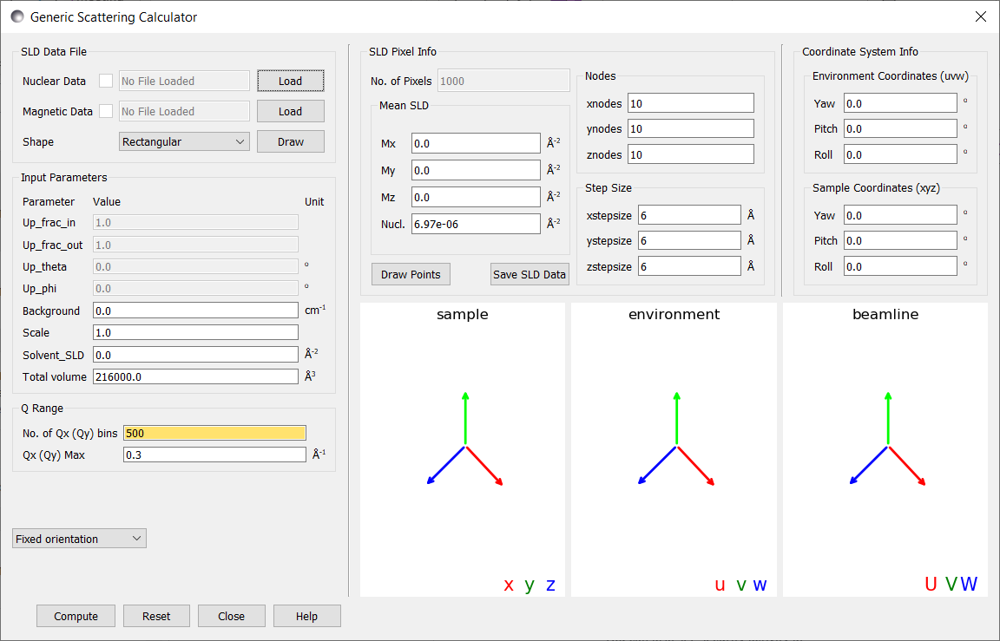 Generic Scattering Calculator
SLD Data File
Nuclear Data No File Loaded Load
Magnetic Data No File Loaded Load
Shape Rectangular Draw
Input Parameters
Parameter Value Unit
Up_frac_in 1.0
Up_frac_out 1.0
Up_theta 0.0 º
Up_phi 0.0 º
Background 0.0 cm⁻¹
Scale 1.0
Solvent_SLD 0.0 Å⁻²
Total volume 216000.0 Å³
Q Range
No. of Qx (Qy) bins 500
Qx (Qy) Max 0.3 Å⁻¹
Fixed orientation
Compute Reset Close Help
SLD Pixel Info
No. of Pixels 1000
Mean SLD
Mx 0.0 Å⁻²
My 0.0 Å⁻²
Mz 0.0 Å⁻²
Nucl. 6.97e-06 Å⁻²
Draw Points Save SLD Data
Nodes
xnodes 10
ynodes 10
znodes 10
Step Size
xstepsize 6 Å
ystepsize 6 Å
zstepsize 6 Å
Coordinate System Info
Environment Coordinates (uvw)
Yaw 0.0 º
Pitch 0.0 º
Roll 0.0 º
Sample Coordinates (xyz)
Yaw 0.0 º
Pitch 0.0 º
Roll 0.0 º
sample
x y z
environment
u v w
beamline
U V W